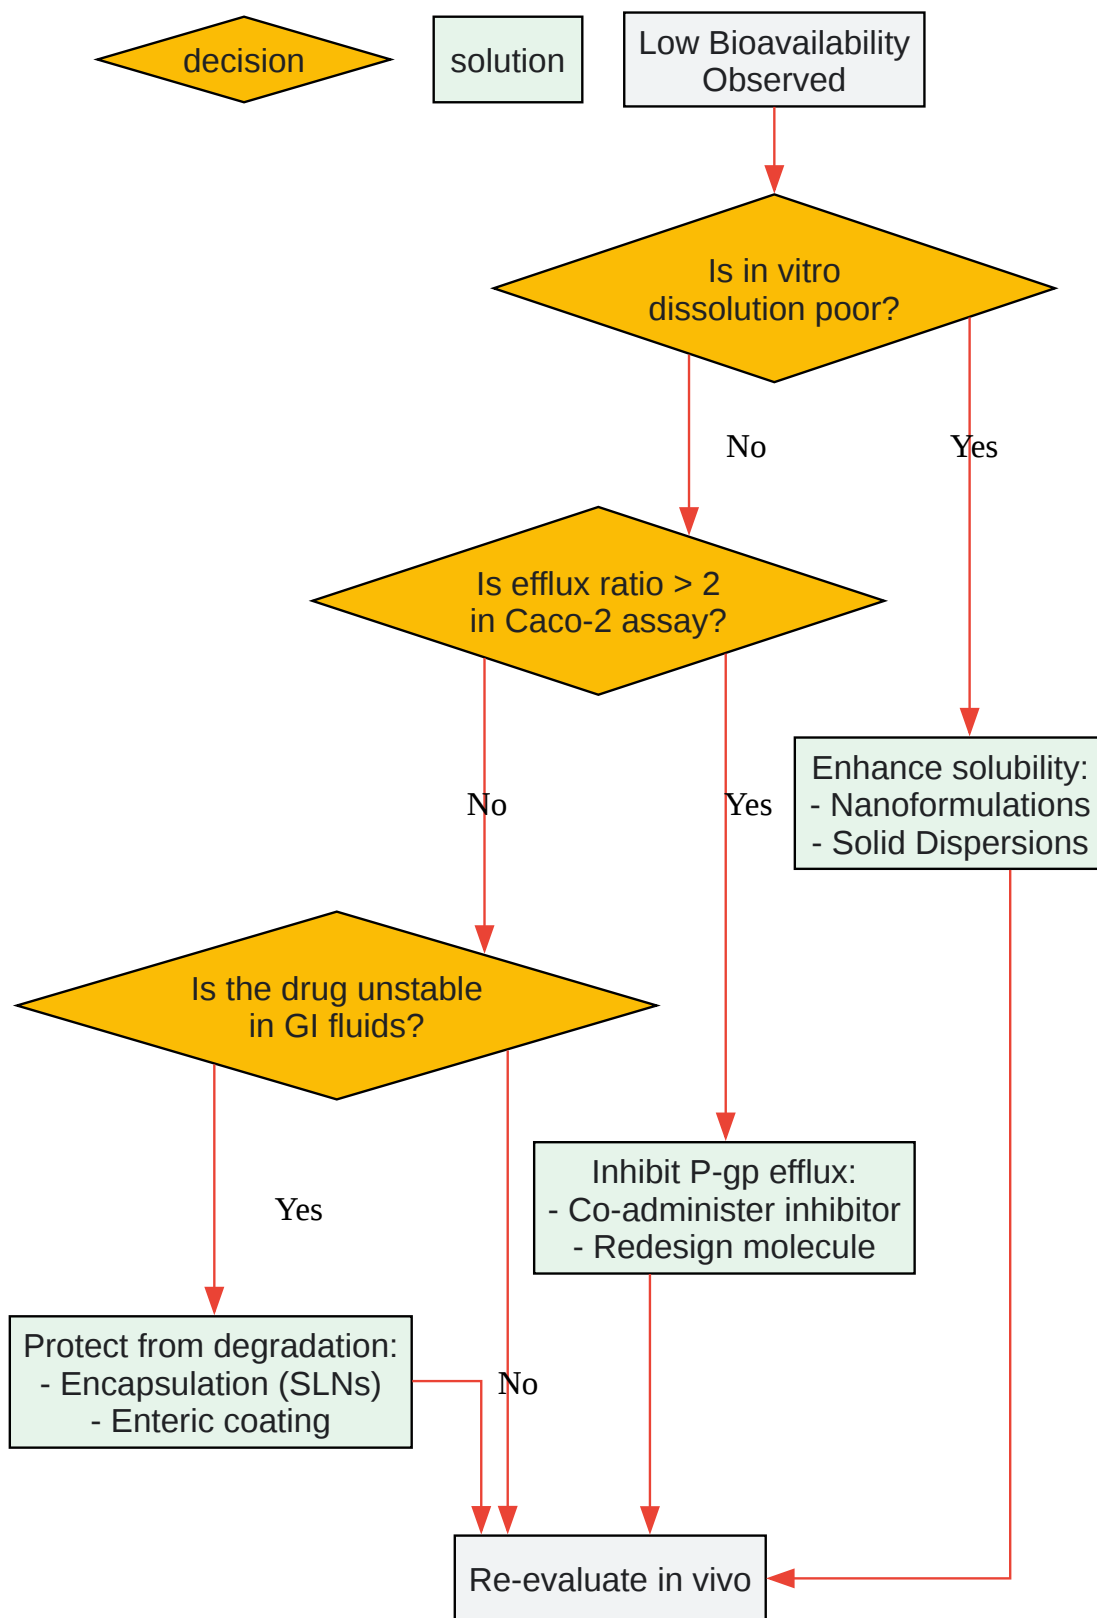 decision
solution
Low Bioavailability
Observed
Is in vitro
dissolution poor?
No
Yes
Is efflux ratio > 2
in Caco-2 assay?
No
Yes
Enhance solubility:
- Nanoformulations
- Solid Dispersions
Is the drug unstable
in GI fluids?
Yes
Inhibit P-gp efflux:
- Co-administer inhibitor
- Redesign molecule
Protect from degradation:
- Encapsulation (SLNs)
- Enteric coating
No
Re-evaluate in vivo